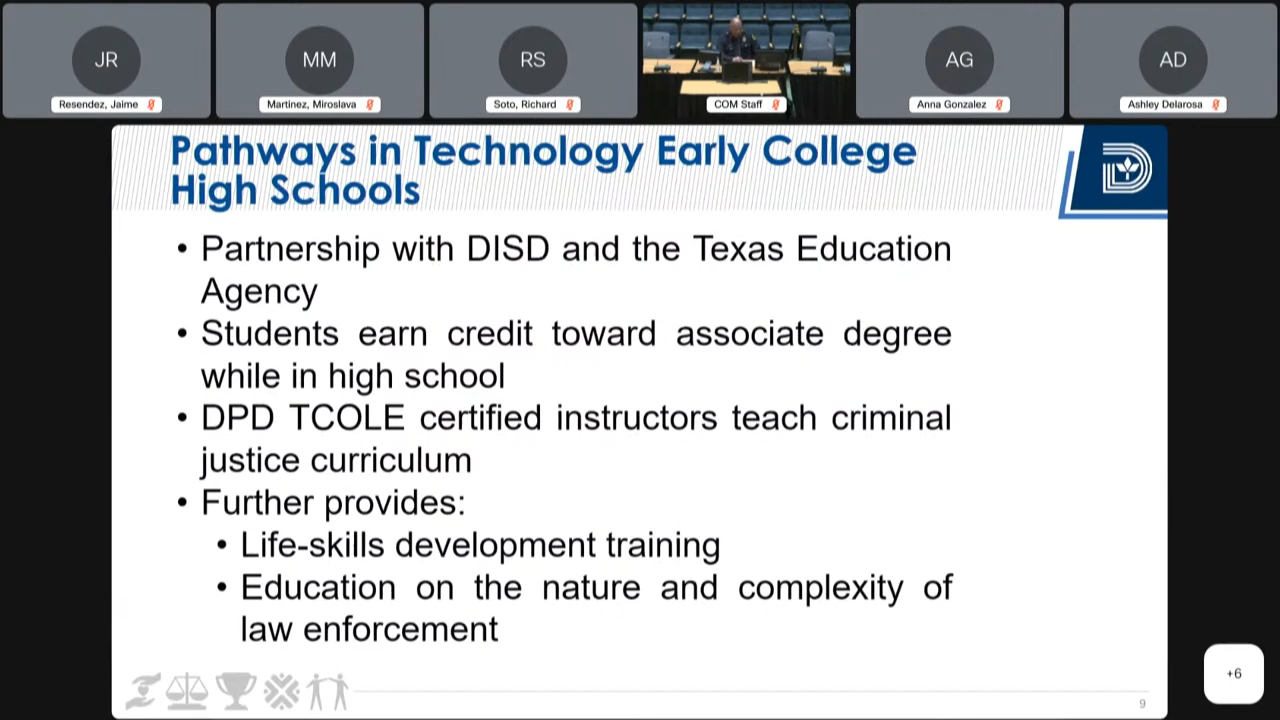 JR
MM
RS
AG
AD
Resendez, Jaime
Martinez, Miroslava
Soto, Richard
COM Staff
Anna Gonzalez
Ashley Delarosa
Pathways in Technology Early College
High Schools
• Partnership with DISD and the Texas Education
Agency
• Students earn credit toward associate degree
while in high school
• DPD TCOLE certified instructors teach criminal
justice curriculum
• Further provides:
• Life-skills development training
• Education on the nature and complexity of
law enforcement
+6
9